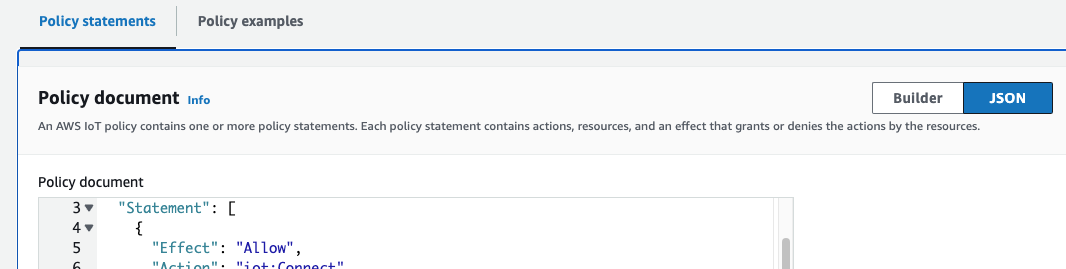 Policy statements
Policy examples
Policy document Info
Builder
JSON
An AWS IoT policy contains one or more policy statements. Each policy statement contains actions, resources, and an effect that grants or denies the actions by the resources.
Policy document
3 "Statement": [
4 {
5 "Effect": "Allow",
6 "Action": "iot:Connect",